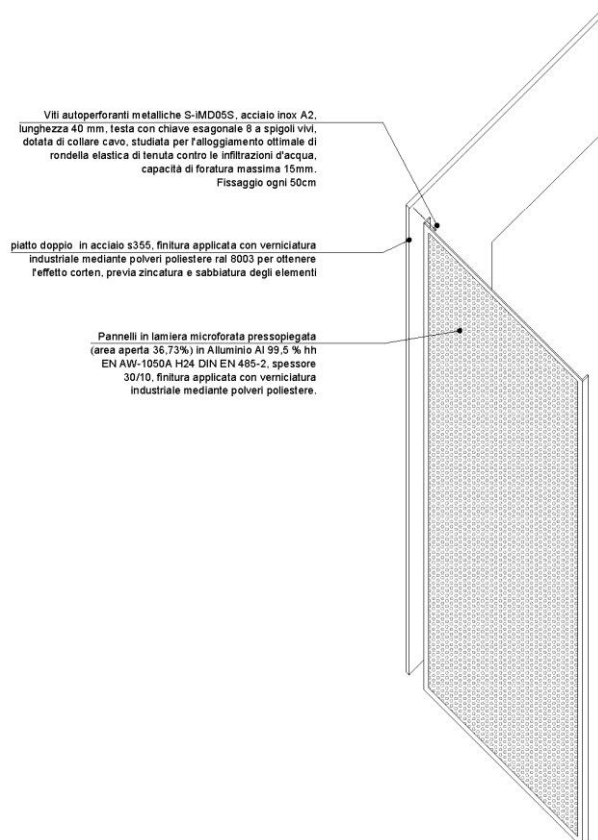 Viti autoperforanti metalliche S-iMD05S, acciaio inox A2,
lunghezza 40 mm, testa con chiave esagonale 8 a spigoli vivi,
dotata di collare cavo, studiata per l'alloggiamento ottimale di
rondella elastica di tenuta contro le infiltrazioni d'acqua,
capacità di foratura massima 15mm.
Fissaggio ogni 50cm
piatto doppio in acciaio s355, finitura applicata con verniciatura
industriale mediante polveri poliestere ral 8003 per ottenere
l'effetto corten, previa zincatura e sabbiatura degli elementi
Pannelli in lamiera microforata pressopiegata
(area aperta 36,73%) in Alluminio Al 99,5 % hh
EN AW-1050A H24 DIN EN 485-2, spessore
30/10, finitura applicata con verniciatura
industriale mediante polveri poliestere.